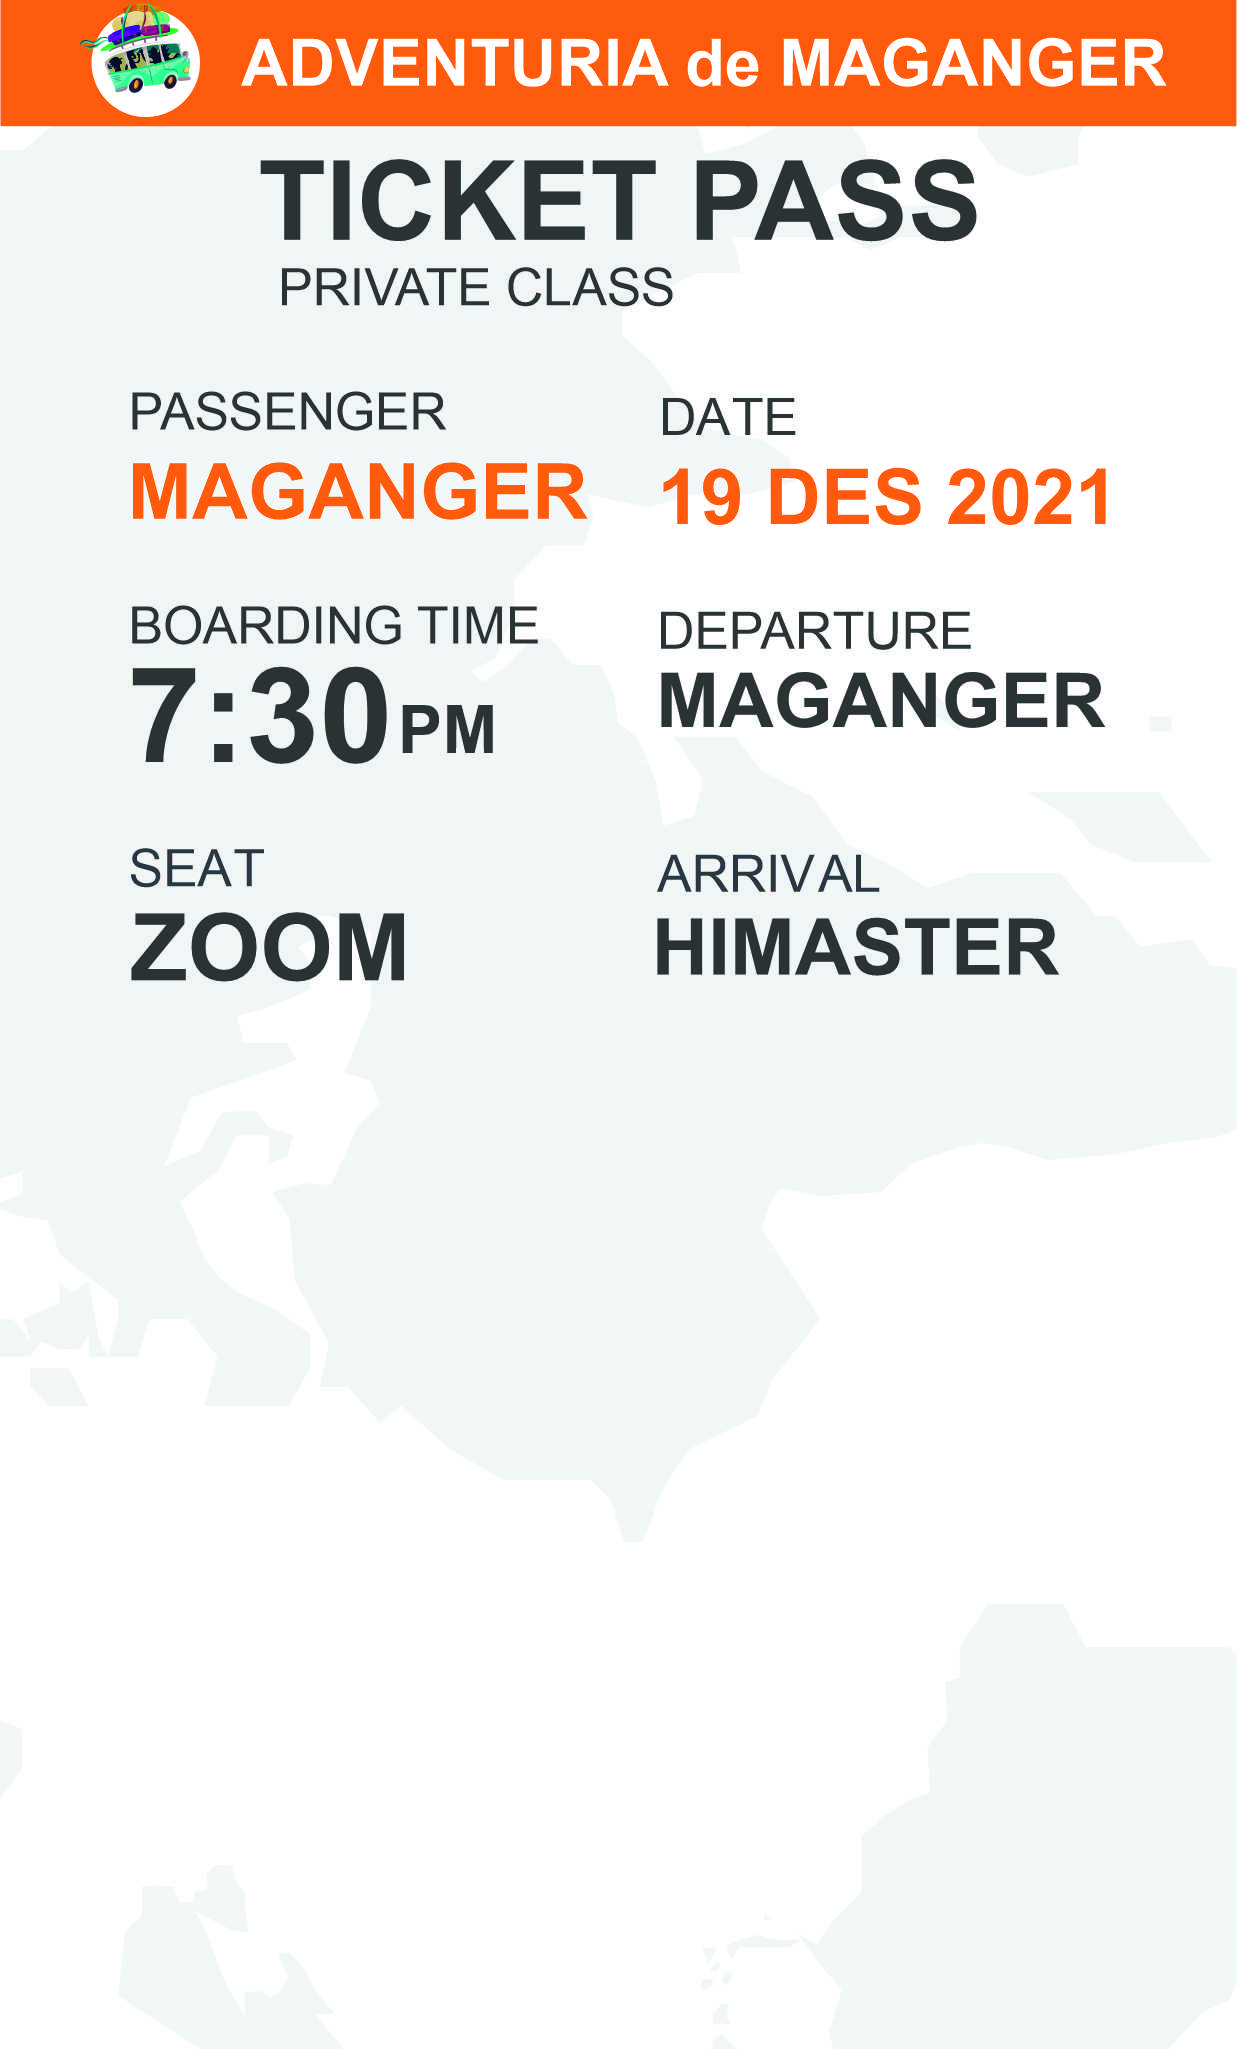 ADVENTURIA de MAGANGER
TICKET PASS
PRIVATE CLASS
PASSENGER
MAGANGER
DATE
19 DES 2021
BOARDING TIME
7:30 PM
DEPARTURE
MAGANGER
SEAT
ZOOM
ARRIVAL
HIMASTER